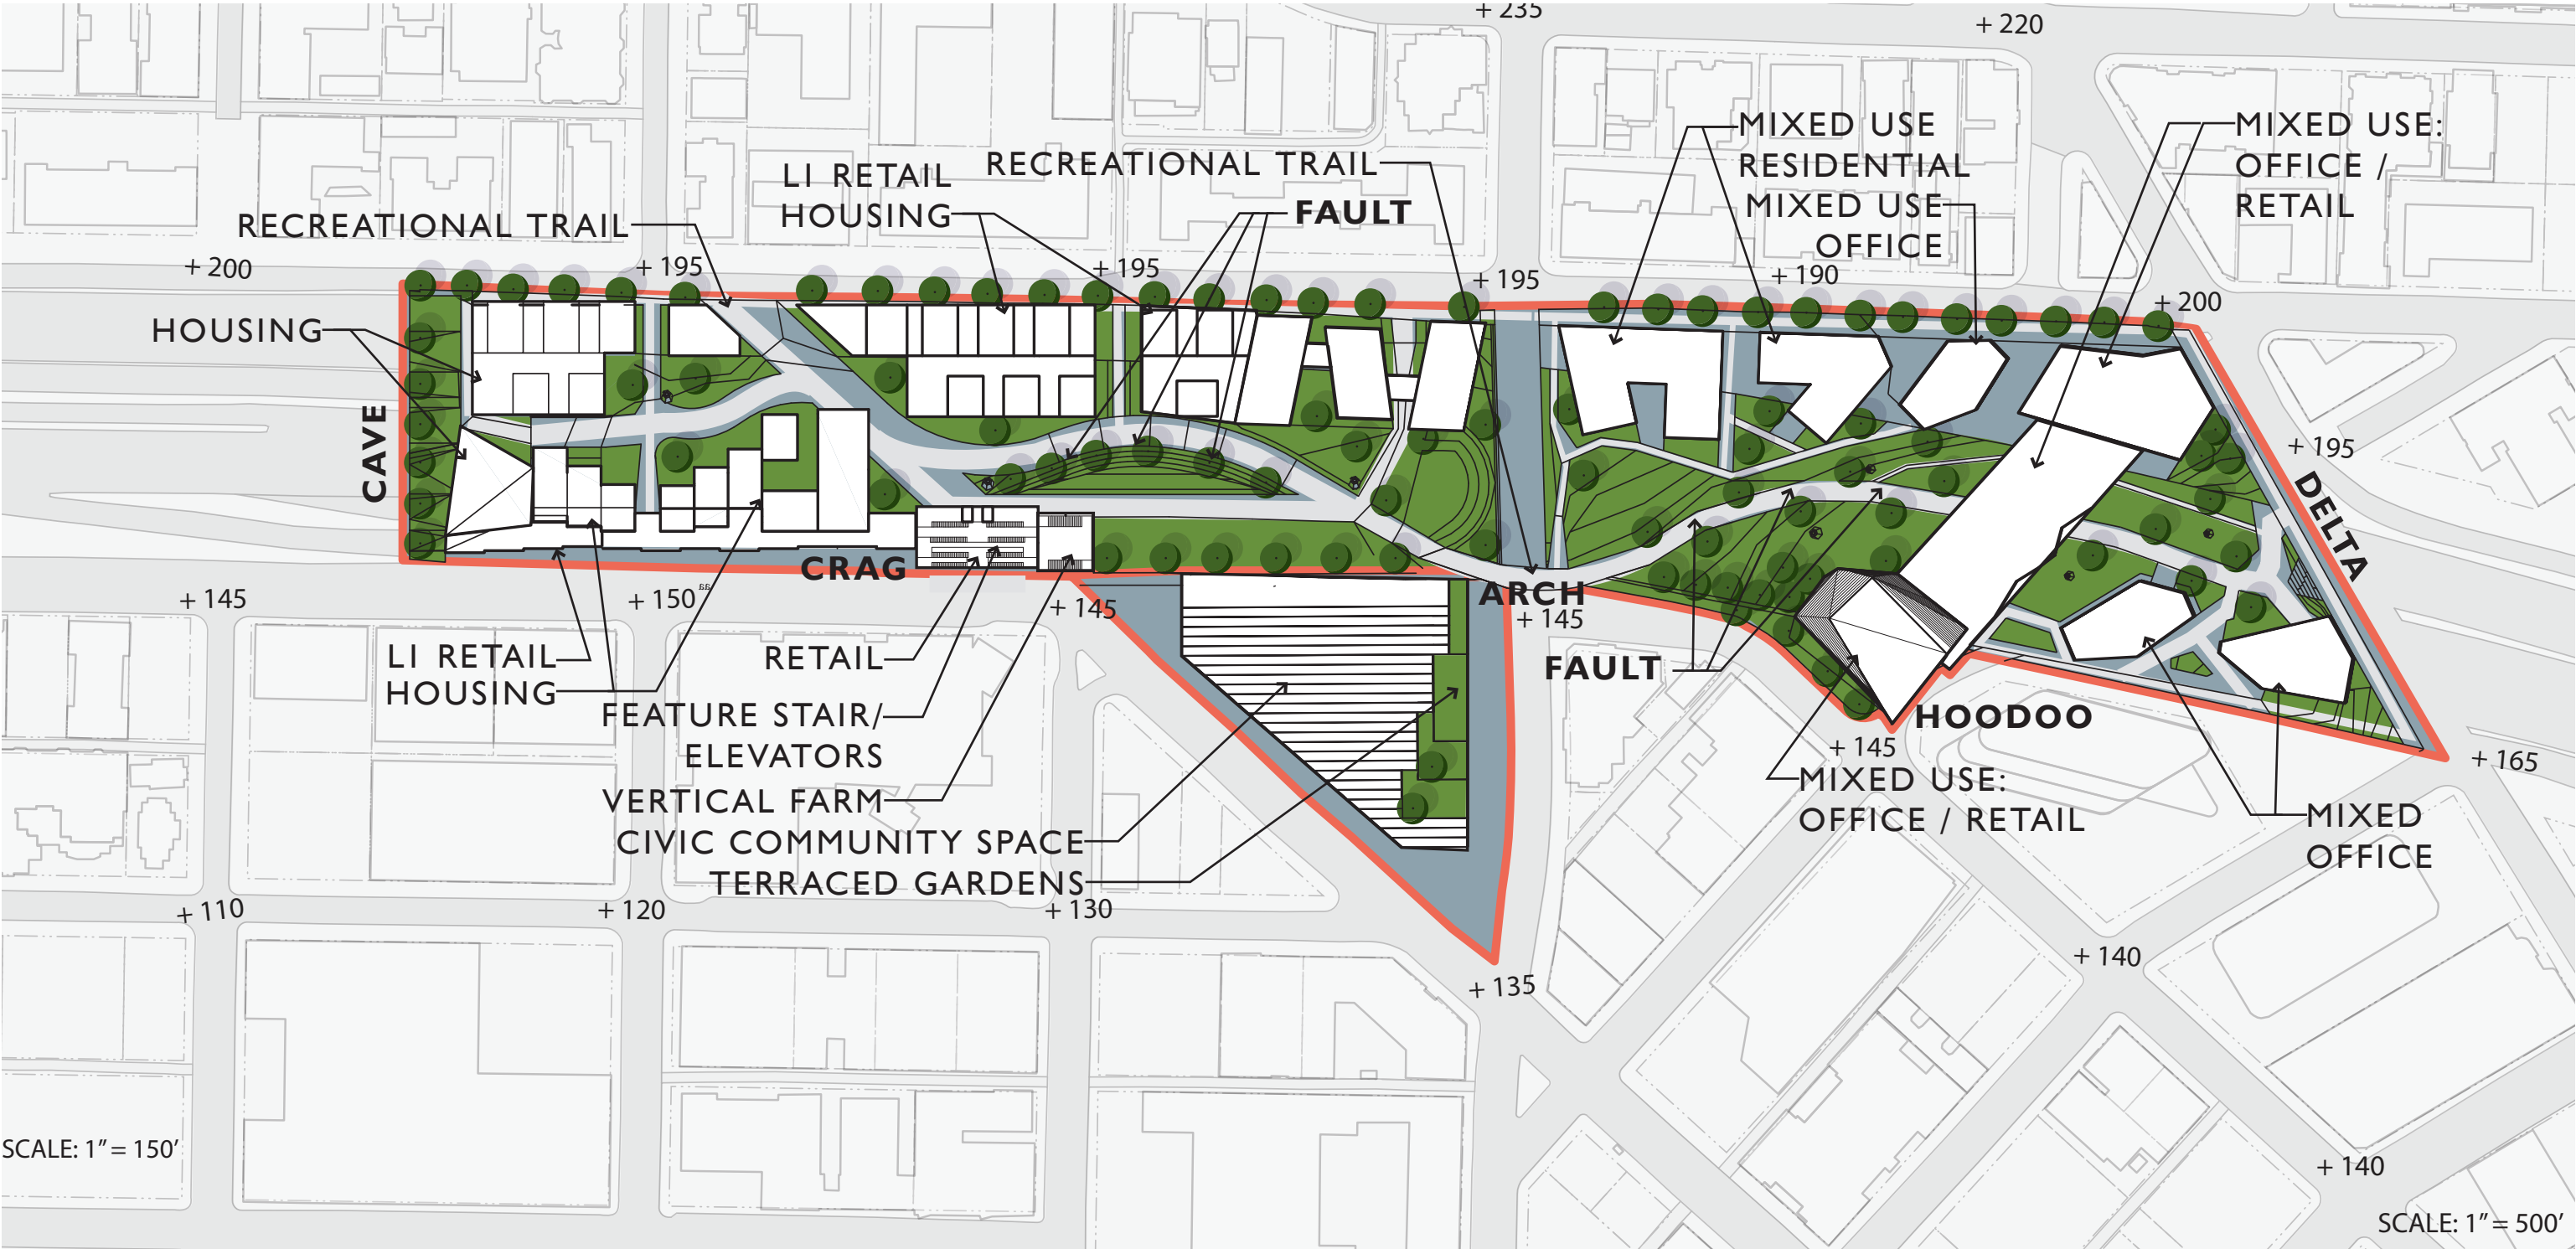 + 235
+ 220
MIXED USE
RESIDENTIAL
MIXED USE
OFFICE
MIXED USE:
OFFICE /
RETAIL
LI RETAIL
HOUSING
RECREATIONAL TRAIL
FAULT
RECREATIONAL TRAIL
+ 200
+ 195
+ 195
+ 195
+ 190
+ 200
HOUSING
CAVE
+ 195
DELTA
CRAG
ARCH
+ 145
+ 150
aa
+ 145
+ 145
LI RETAIL
HOUSING
RETAIL
FEATURE STAIR/
ELEVATORS
VERTICAL FARM
CIVIC COMMUNITY SPACE
TERRACED GARDENS
FAULT
HOODOO
+ 145
MIXED USE:
OFFICE / RETAIL
+ 165
MIXED
OFFICE
+ 110
+ 120
+ 130
+ 135
+ 140
+ 140
SCALE: 1” = 150’
SCALE: 1” = 500’